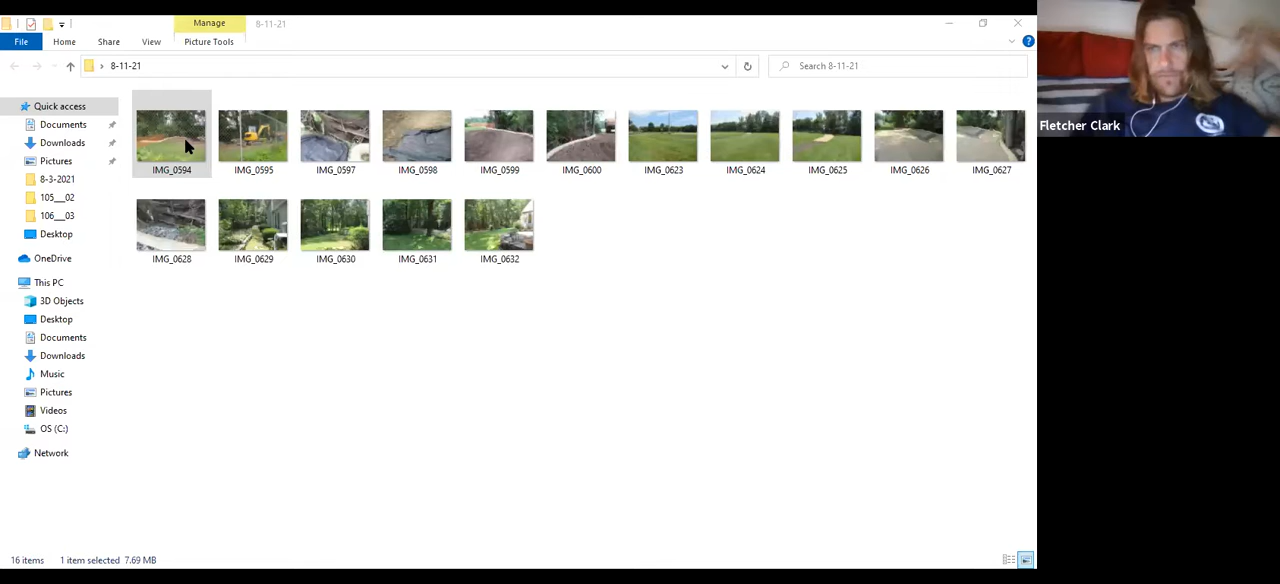 Manage
8-11-21
File
Home
Share
View
Picture Tools
8-11-21
Search 8-11-21
Quick access
Documents
Downloads
Pictures
8-3-2021
105__02
106__03
Desktop
OneDrive
This PC
3D Objects
Desktop
Documents
Downloads
Music
Pictures
Videos
OS (C:)
Network
IMG_0594
IMG_0595
IMG_0597
IMG_0598
IMG_0599
IMG_0600
IMG_0623
IMG_0624
IMG_0625
IMG_0626
IMG_0627
IMG_0628
IMG_0629
IMG_0630
IMG_0631
IMG_0632
16 items
1 item selected 7.69 MB
Fletcher Clark